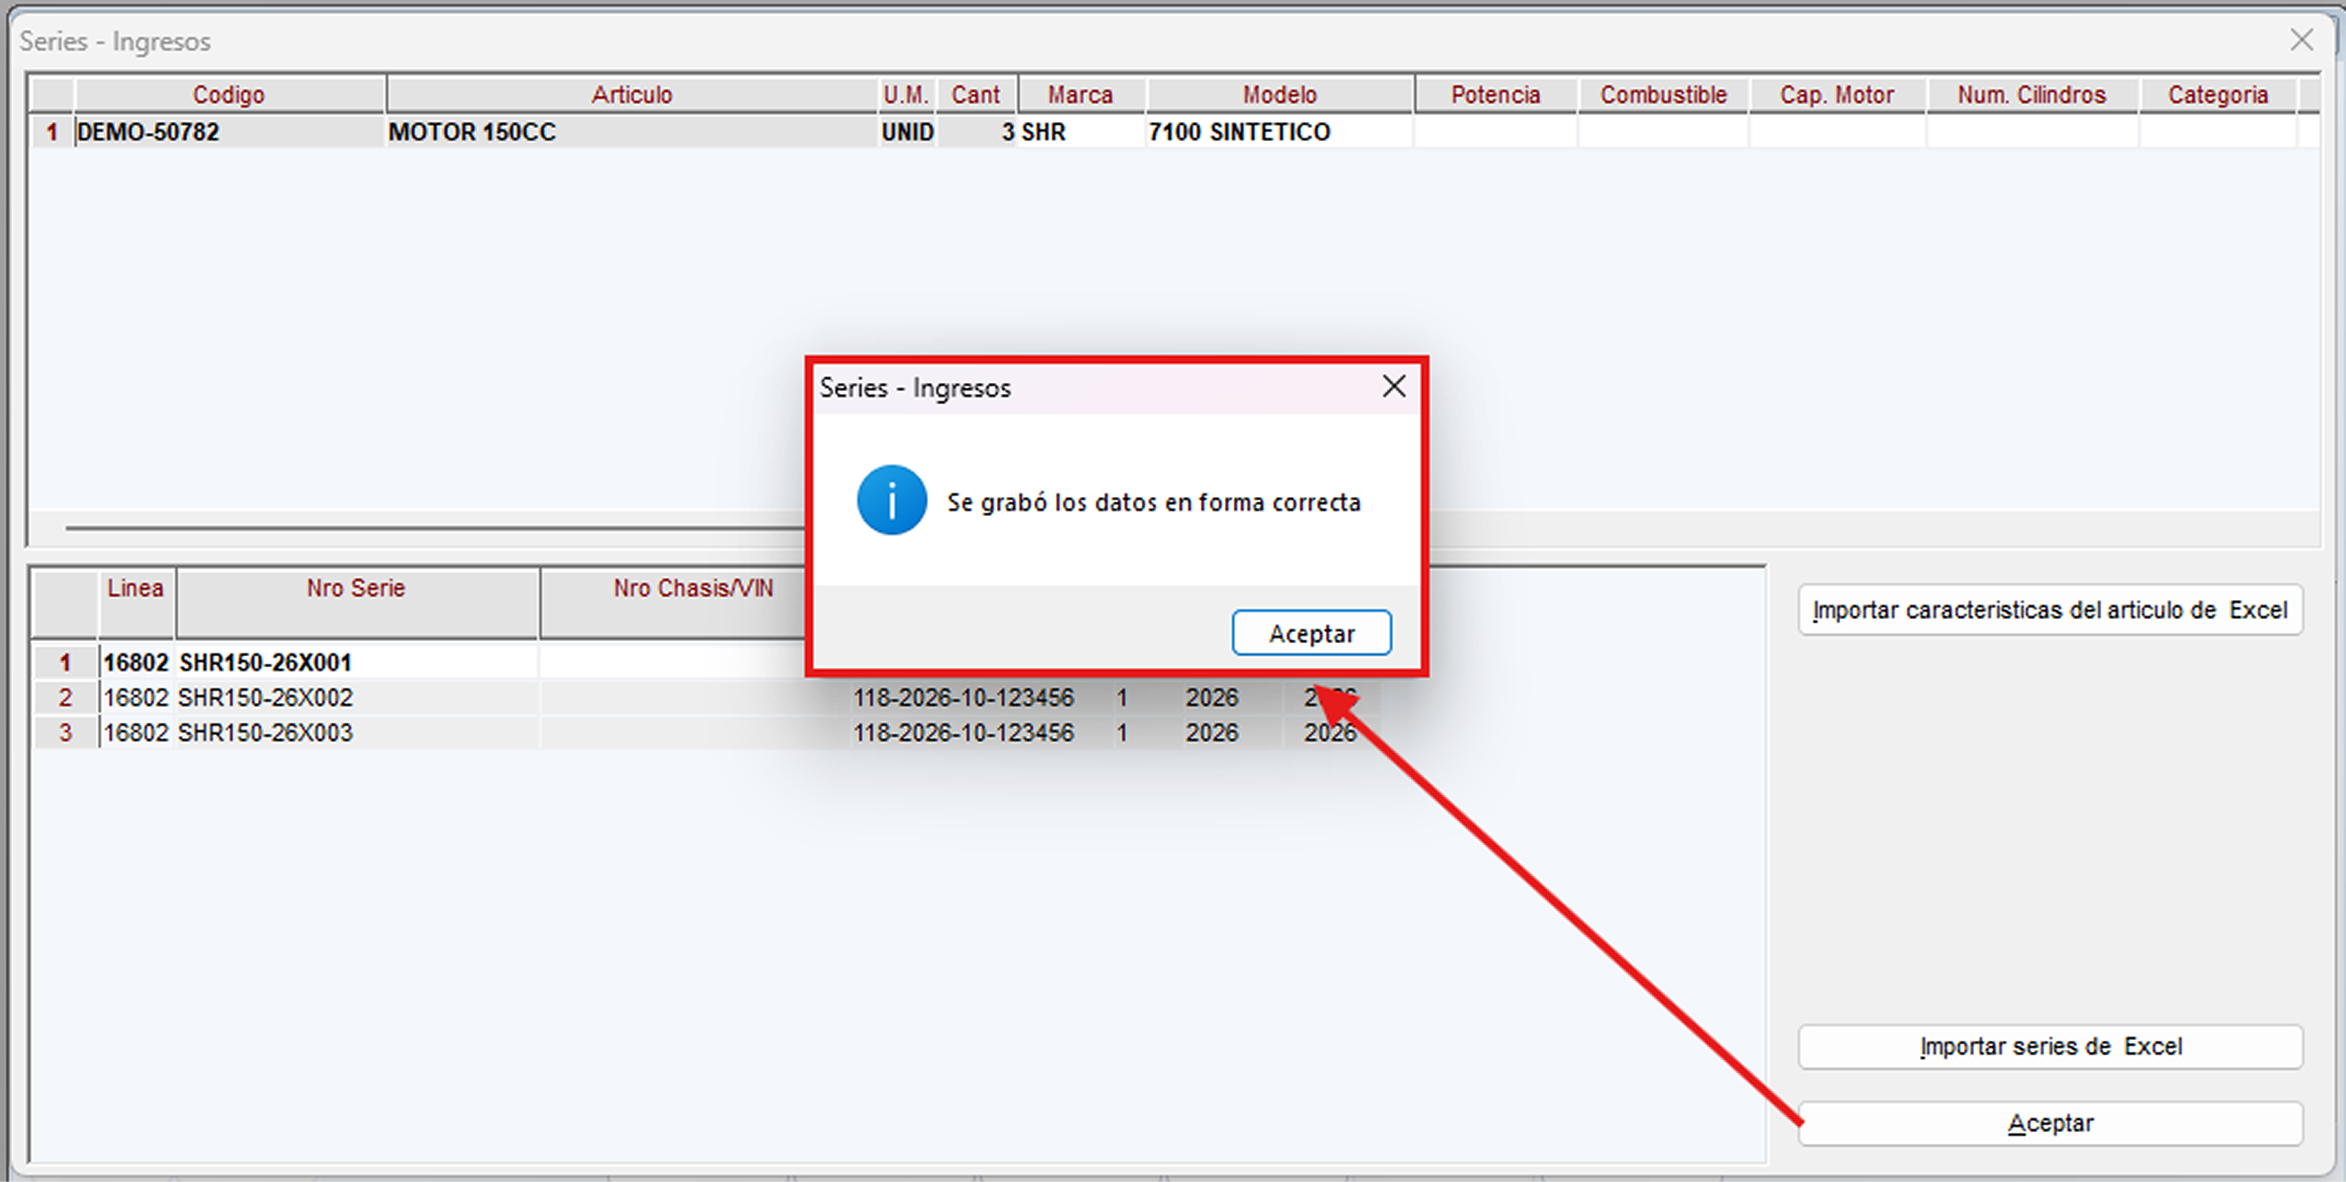 Series - Ingresos
Codigo Articulo U.M. Cant Marca Modelo Potencia Combustible Cap. Motor Num. Cilindros Categoria
1 DEMO-50782 MOTOR 150CC UNID 3 SHR 7100 SINTETICO
Series - Ingresos
Se grabó los datos en forma correcta
Aceptar
Linea Nro Serie Nro Chasis/VIN
1 16802 SHR150-26X001
2 16802 SHR150-26X002 118-2026-10-123456 1 2026 2026
3 16802 SHR150-26X003 118-2026-10-123456 1 2026 2026
Importar caracteristicas del articulo de Excel
Importar series de Excel
Aceptar